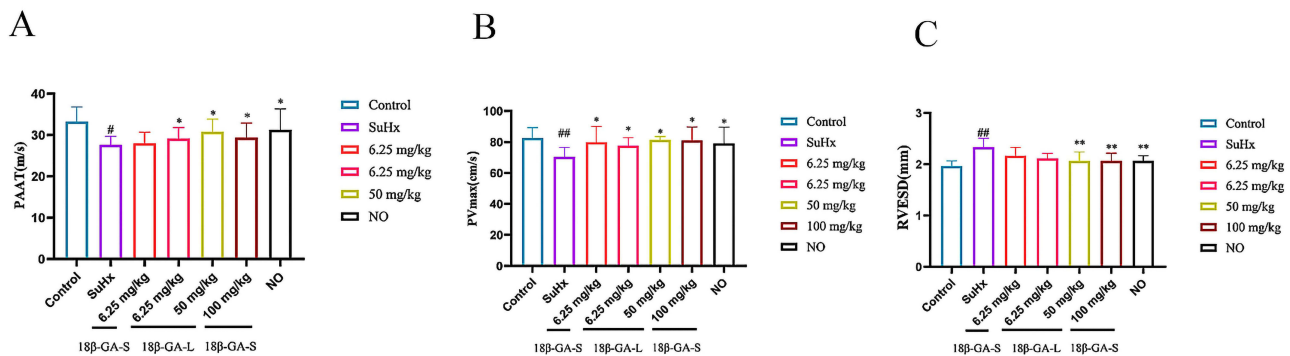 A
PAAT(m/s)
40
30
20
10
0
#
*
*
*
*
Control
SuHx
6.25 mg/kg
6.25 mg/kg
50 mg/kg
100 mg/kg
NO
18β-GA-S
18β-GA-L
18β-GA-S
Control
SuHx
6.25 mg/kg
6.25 mg/kg
50 mg/kg
NO
B
PVmax(cm/s)
100
80
60
40
20
0
##
*
*
*
*
*
Control
SuHx
6.25 mg/kg
6.25 mg/kg
50 mg/kg
100 mg/kg
NO
18β-GA-S
18β-GA-L
18β-GA-S
Control
SuHx
6.25 mg/kg
6.25 mg/kg
50 mg/kg
100 mg/kg
NO
C
RVESD(mm)
3
2
1
0
##
**
**
**
Control
SuHx
6.25 mg/kg
6.25 mg/kg
50 mg/kg
100 mg/kg
NO
18β-GA-S
18β-GA-L
18β-GA-S
Control
SuHx
6.25 mg/kg
6.25 mg/kg
50 mg/kg
100 mg/kg
NO